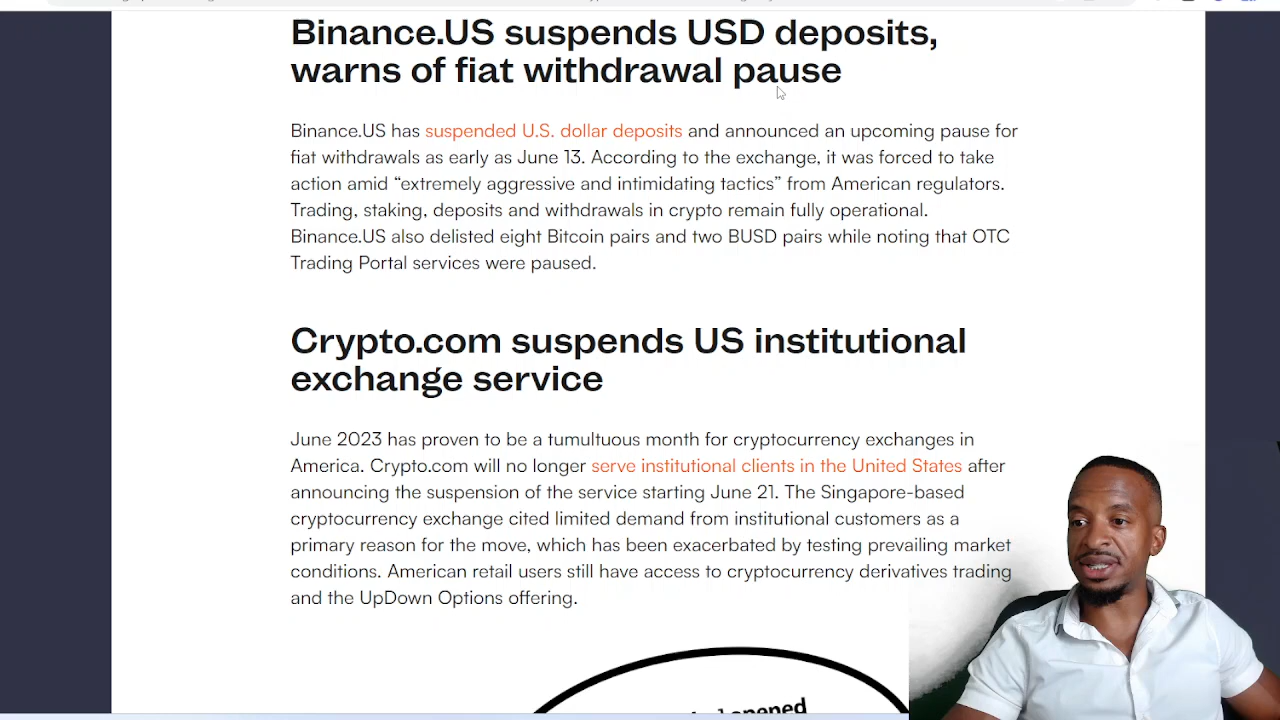 Binance.US suspends USD deposits,
warns of fiat withdrawal pause
Binance.US has suspended U.S. dollar deposits and announced an upcoming pause for
fiat withdrawals as early as June 13. According to the exchange, it was forced to take
action amid “extremely aggressive and intimidating tactics” from American regulators.
Trading, staking, deposits and withdrawals in crypto remain fully operational.
Binance.US also delisted eight Bitcoin pairs and two BUSD pairs while noting that OTC
Trading Portal services were paused.
Crypto.com suspends US institutional
exchange service
June 2023 has proven to be a tumultuous month for cryptocurrency exchanges in
America. Crypto.com will no longer serve institutional clients in the United States after
announcing the suspension of the service starting June 21. The Singapore-based
cryptocurrency exchange cited limited demand from institutional customers as a
primary reason for the move, which has been exacerbated by testing prevailing market
conditions. American retail users still have access to cryptocurrency derivatives trading
and the UpDown Options offering.